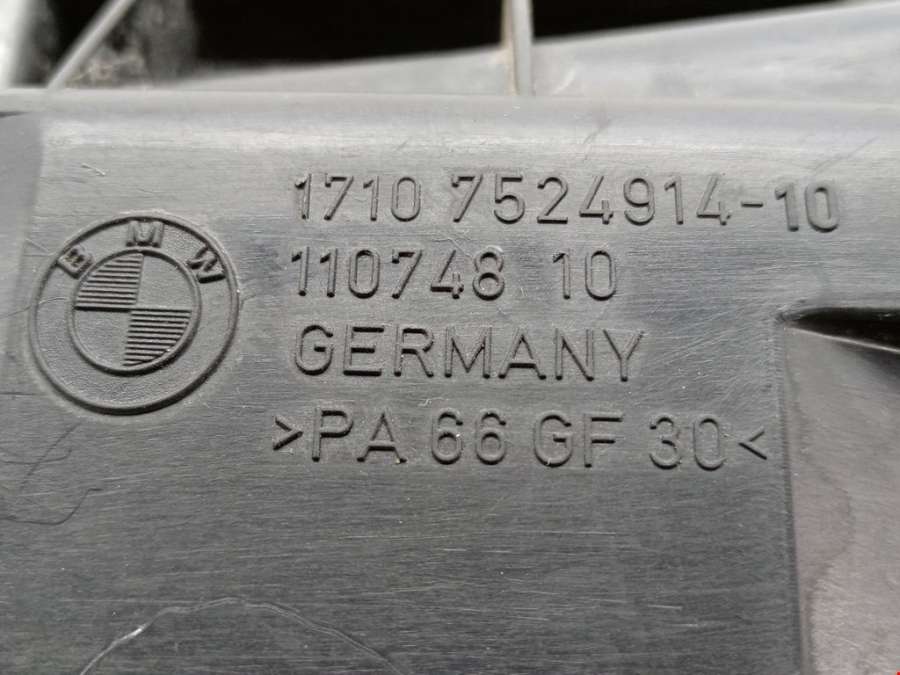 BMW
1710 7524914-10
110748 10
GERMANY
>PA 66 GF 30<